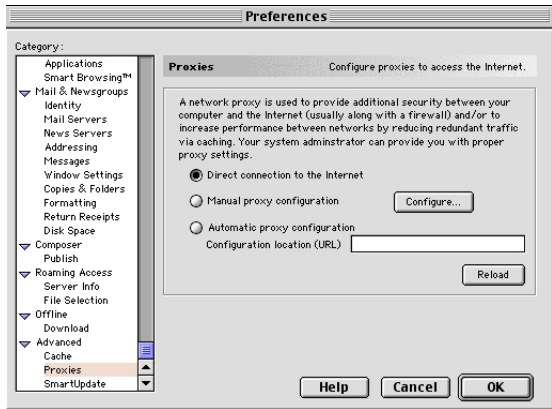 Preferences
Category:
Applications
Smart Browsing™
Mail & Newsgroups
Identity
Mail Servers
News Servers
Addressing
Messages
Window Settings
Copies & Folders
Formatting
Return Receipts
Disk Space
Composer
Publish
Roaming Access
Server Info
File Selection
Offline
Download
Advanced
Cache
Proxies
SmartUpdate
Proxies Configure proxies to access the Internet.
A network proxy is used to provide additional security between your
computer and the Internet (usually along with a firewall) and/or to
increase performance between networks by reducing redundant traffic
via caching. Your system adminstrator can provide you with proper
proxy settings.
Direct connection to the Internet
Manual proxy configuration Configure...
Automatic proxy configuration
Configuration location (URL)
Reload
Help Cancel OK